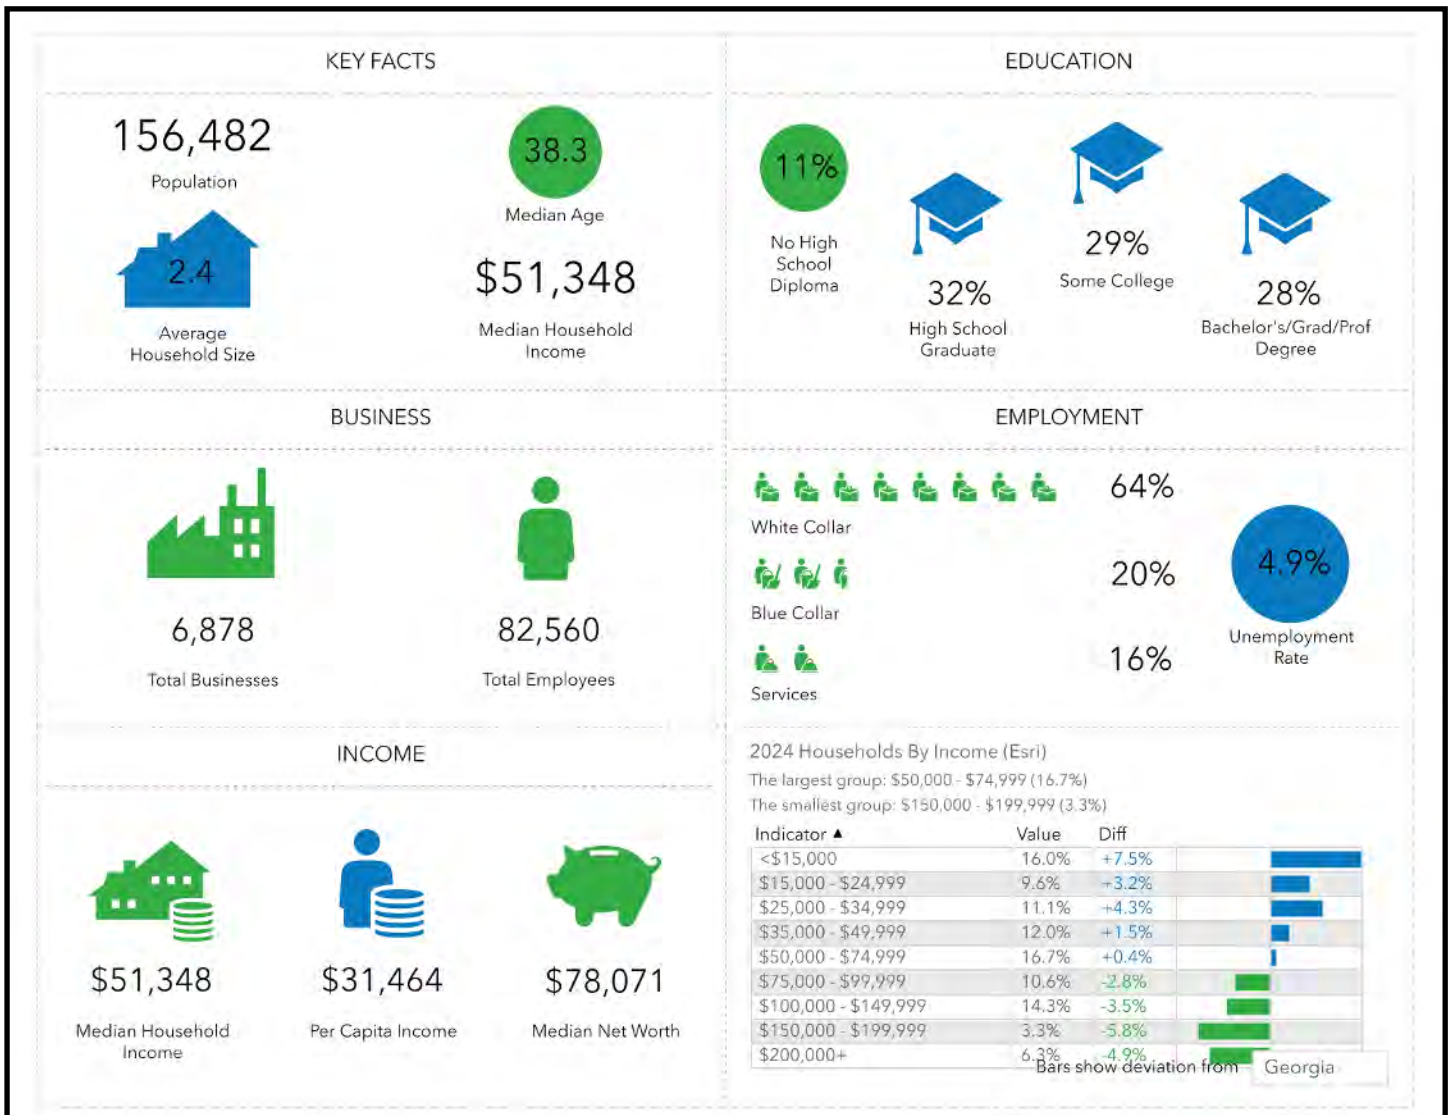 KEY FACTS
156,482
Population
38.3
Median Age
2.4
Average
Household Size
$51,348
Median Household
Income
EDUCATION
11%
No High
School
Diploma
32%
High School
Graduate
29%
Some College
28%
Bachelor's/Grad/Prof
Degree
BUSINESS
6,878
Total Businesses
82,560
Total Employees
EMPLOYMENT
64%
White Collar
20%
Blue Collar
16%
Services
4.9%
Unemployment
Rate
INCOME
$51,348
Median Household
Income
$31,464
Per Capita Income
$78,071
Median Net Worth
2024 Households By Income (Esri)
The largest group: $50,000 - $74,999 (16.7%)
The smallest group: $150,000 - $199,999 (3.3%)
Indicator ▲ Value Diff
<$15,000 16.0% +7.5%
$15,000 - $24,999 9.6% +3.2%
$25,000 - $34,999 11.1% +4.3%
$35,000 - $49,999 12.0% +1.5%
$50,000 - $74,999 16.7% +0.4%
$75,000 - $99,999 10.6% -2.8%
$100,000 - $149,999 14.3% -3.5%
$150,000 - $199,999 3.3% -5.8%
$200,000+ 6.3% -4.9%
Bars show deviation from Georgia